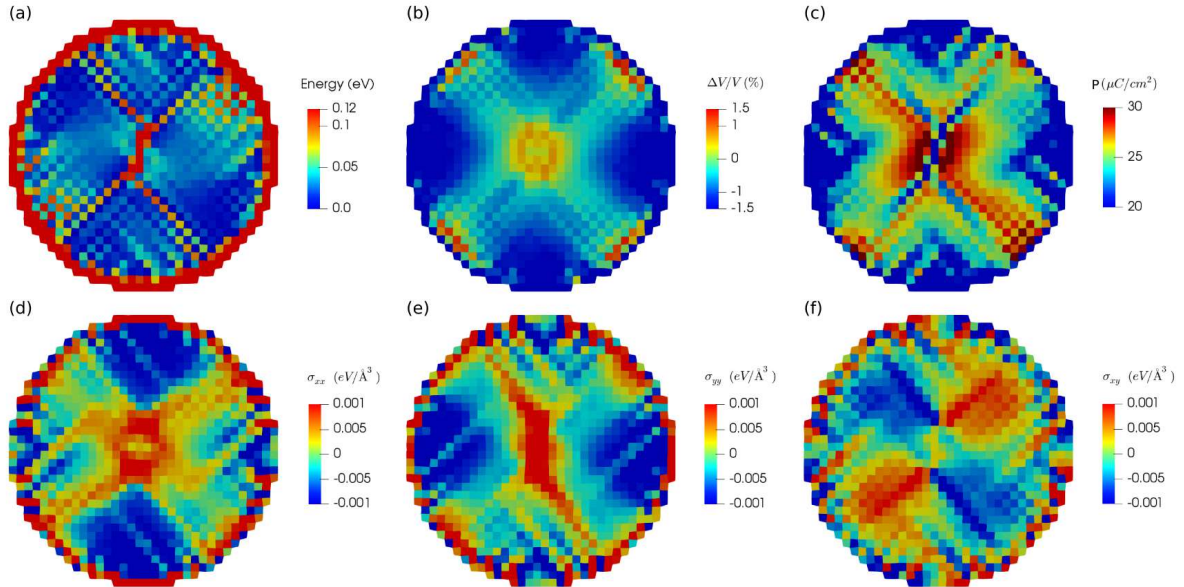 (a)
Energy (eV)
0.12
0.1
0.05
0.0
(b)
ΔV/V(%)
1.5
1
0
-1
-1.5
(c)
P(μC/cm²)
30
25
20
(d)
σxx (eV/Å³)
0.001
0.005
0
-0.005
-0.001
(e)
σyy (eV/Å³)
0.001
0.005
0
-0.005
-0.001
(f)
σxy (eV/Å³)
0.001
0.005
0
-0.005
-0.001